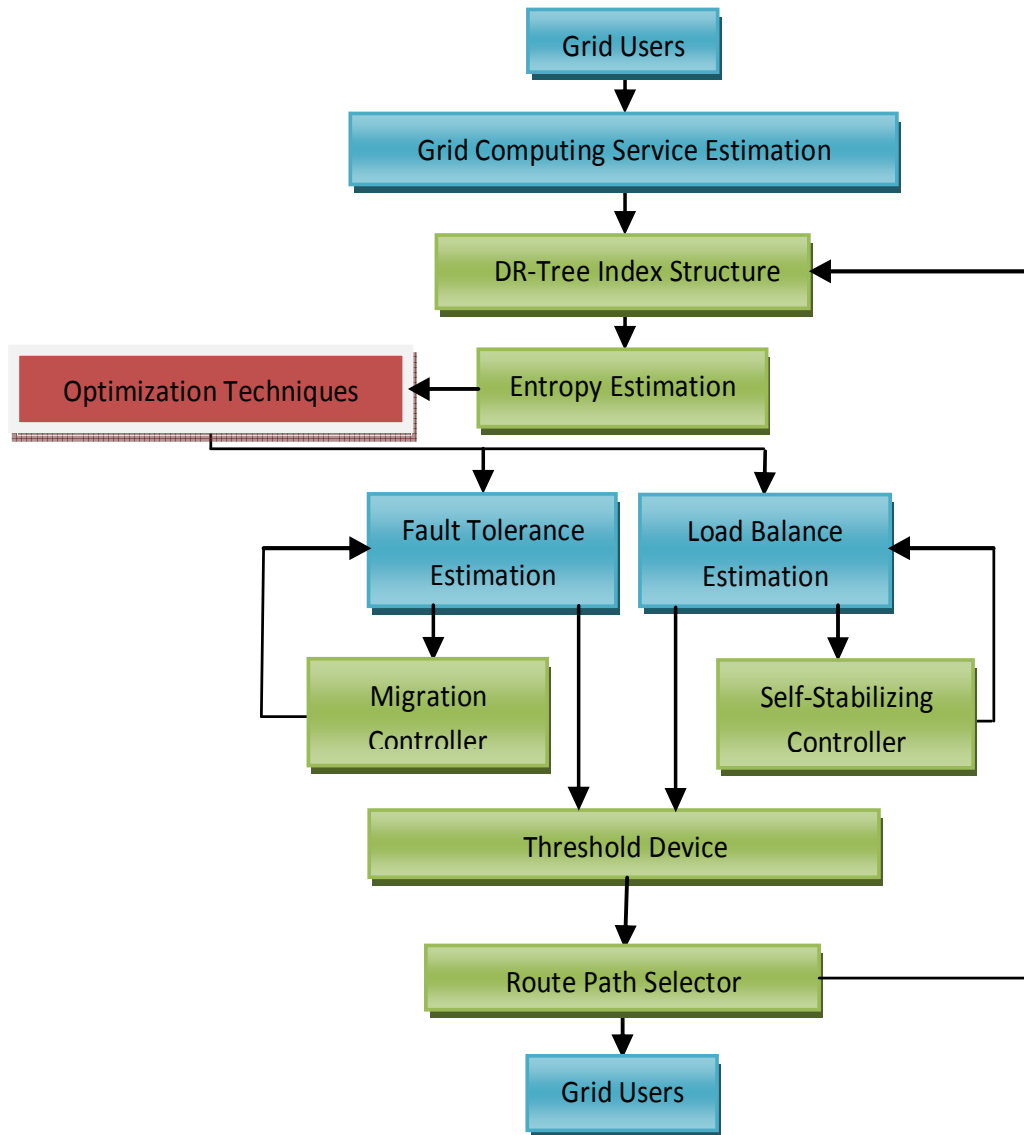 Grid Users
Grid Computing Service Estimation
DR-Tree Index Structure
Optimization Techniques
Entropy Estimation
Fault Tolerance
Estimation
Load Balance
Estimation
Migration
Controller
Self-Stabilizing
Controller
Threshold Device
Route Path Selector
Grid Users